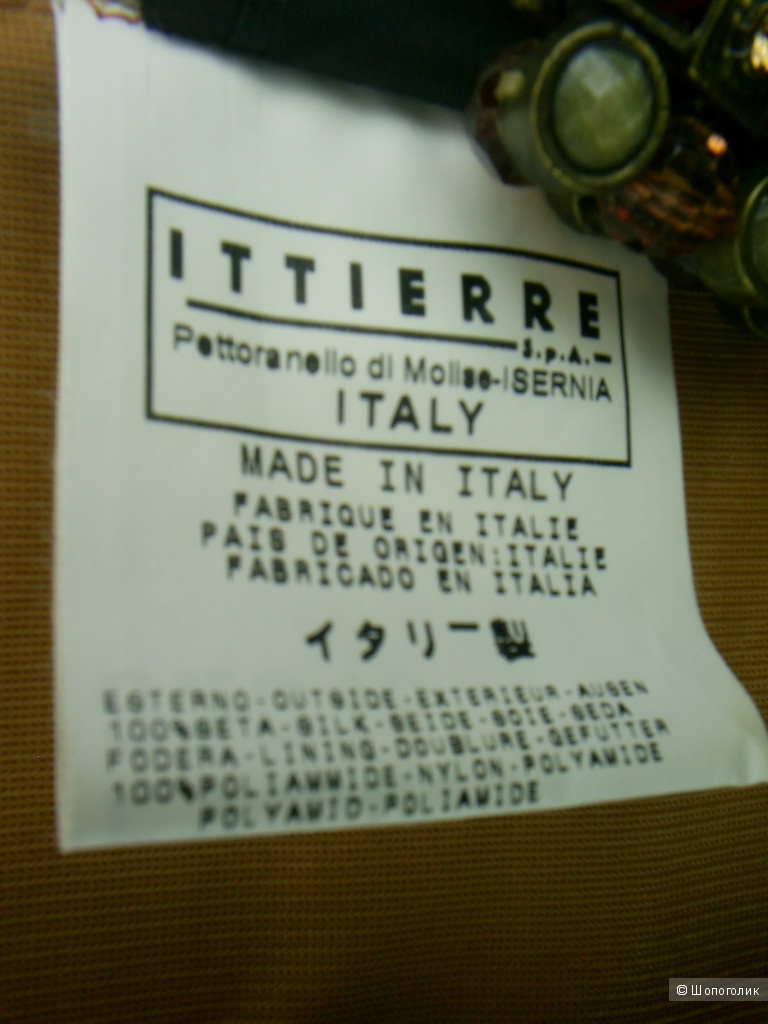 ITTIERRE
S.p.A.
Pettoranello di Molise-ISERNIA
ITALY
MADE IN ITALY
FABRIQUE EN ITALIE
PAIS DE ORIGEN:ITALIE
FABRICADO EN ITALIA
イタリー製
ESTERNO-OUTSIDE-EXTERIEUR-AUSEN
100%SETA-SILK-SEIDE-SOIE-SEDA
FODERA-LINING-DOUBLURE-GEFUTTER
100%POLIAMMIDE-NYLON-POLYAMIDE
POLYAMID-POLIAMIDE
© Шопоголик